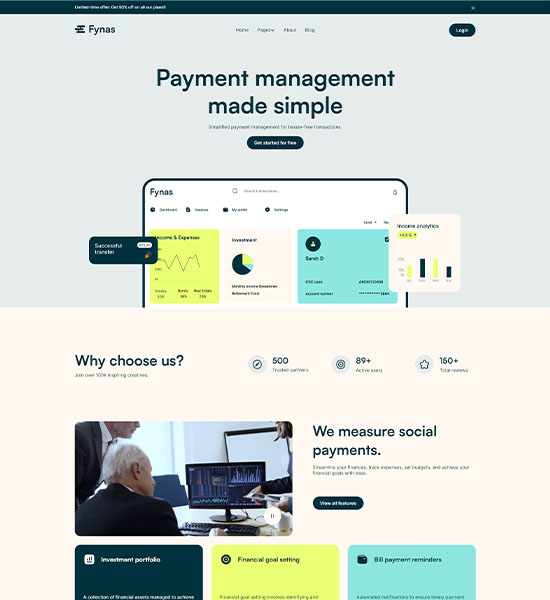 Limited-time offer: Get 50% off on all our plans!
Fynas
Home Pages About Blog
Login
Payment management
made simple
Simplified payment management for hassle-free transactions.
Get started for free
Fynas
Dashboard Invoices My wallet Settings
Income & Expenses
Stocks Bonds Real Estate
Investment
Monthly Income Breakdown
Retirement Fund
Sarah D
IFSC code
Account number
Successful
transfer
Income analytics
Why choose us?
Join over 100K inspiring creatives.
500
Trusted partners
89+
Active users
150+
Total reviews
We measure social
payments.
Streamline your finances, track expenses, set budgets, and achieve your
financial goals with ease.
View all features
Investment portfolio
A collection of financial assets managed to achieve
Financial goal setting
Financial goal setting involves identifying and
Bill payment reminders
Automated notifications to ensure timely payment